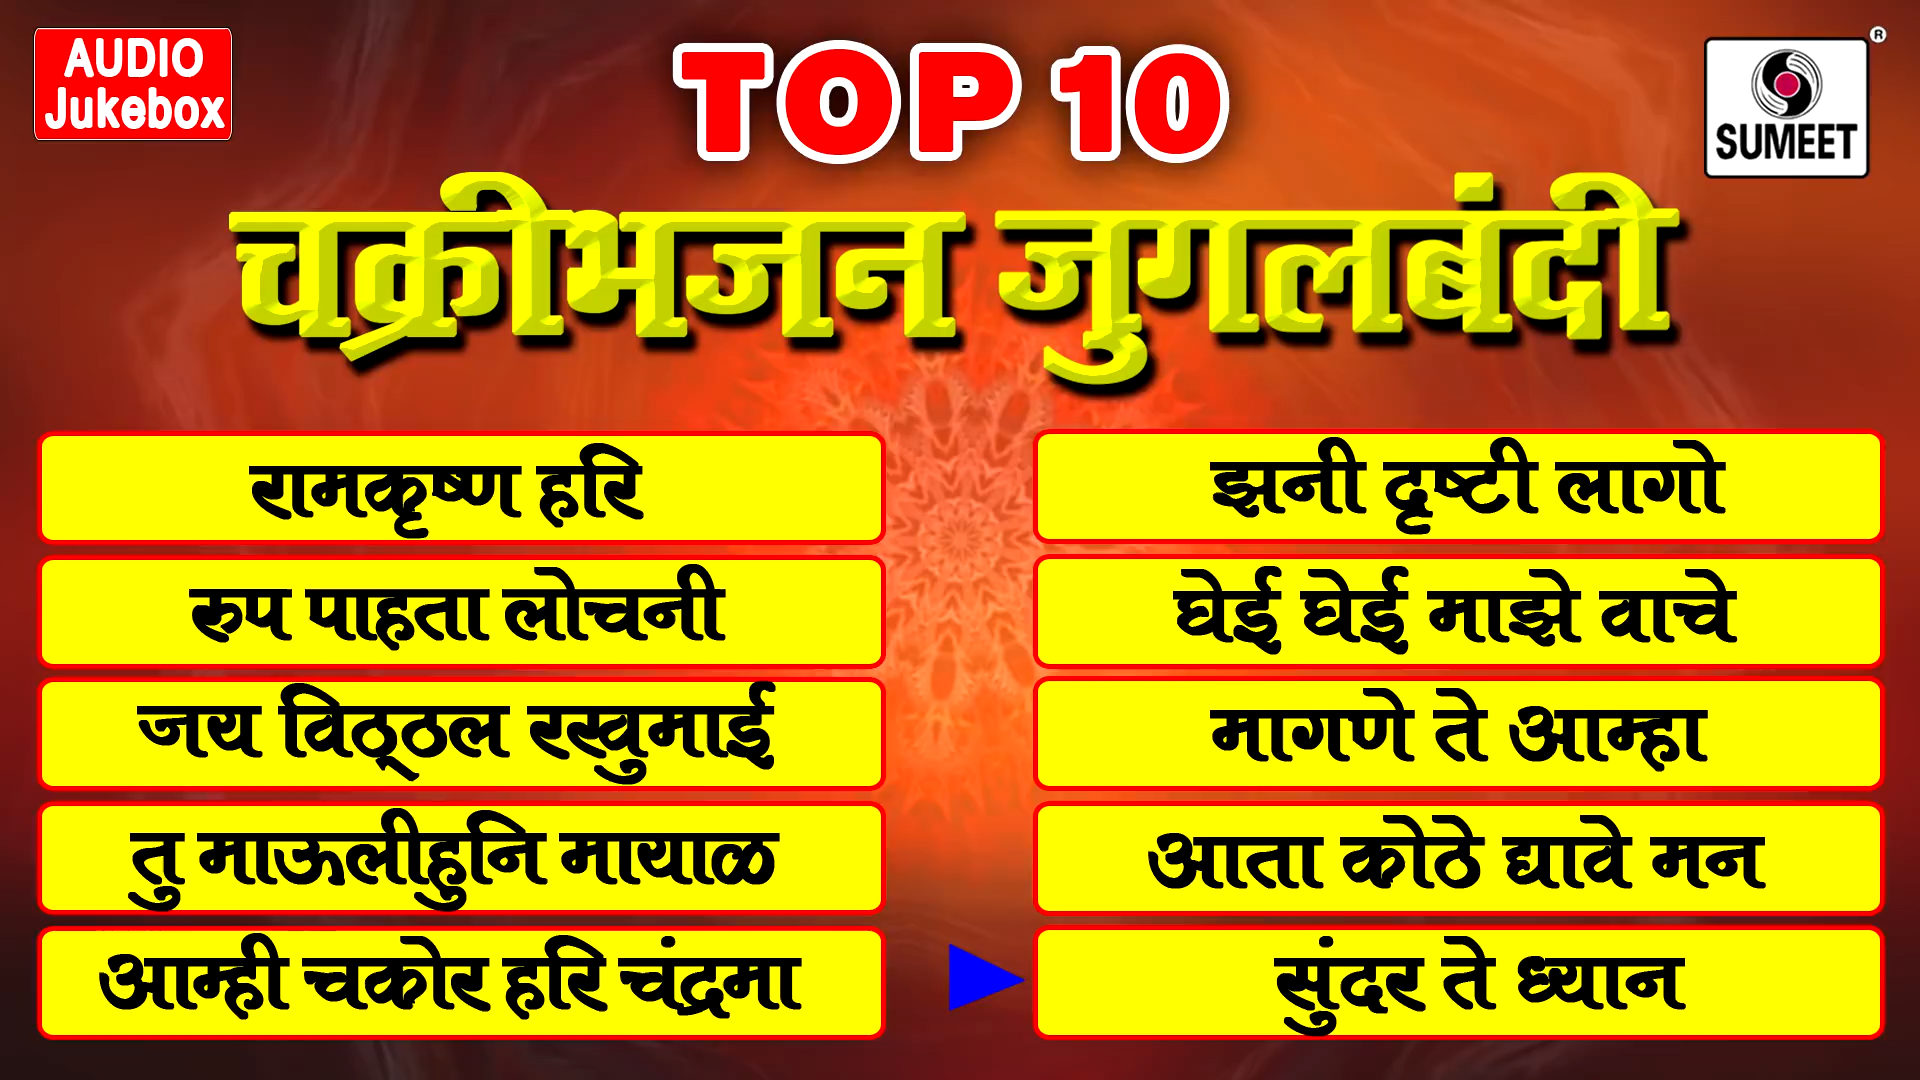 AUDIO
Jukebox
TOP 10
SUMEET
®
चक्रीभजन जुगलबंदी
रामकृष्ण हरि
रुप पाहता लोचनी
जय विठ्ठल रखुमाई
तु माऊलीहुनि मायाळ
आम्ही चकोर हरि चंद्रमा
झनी दृष्टी लागो
घेई घेई माझे वाचे
मागणे ते आम्हा
आता कोठे द्यावे मन
सुंदर ते ध्यान